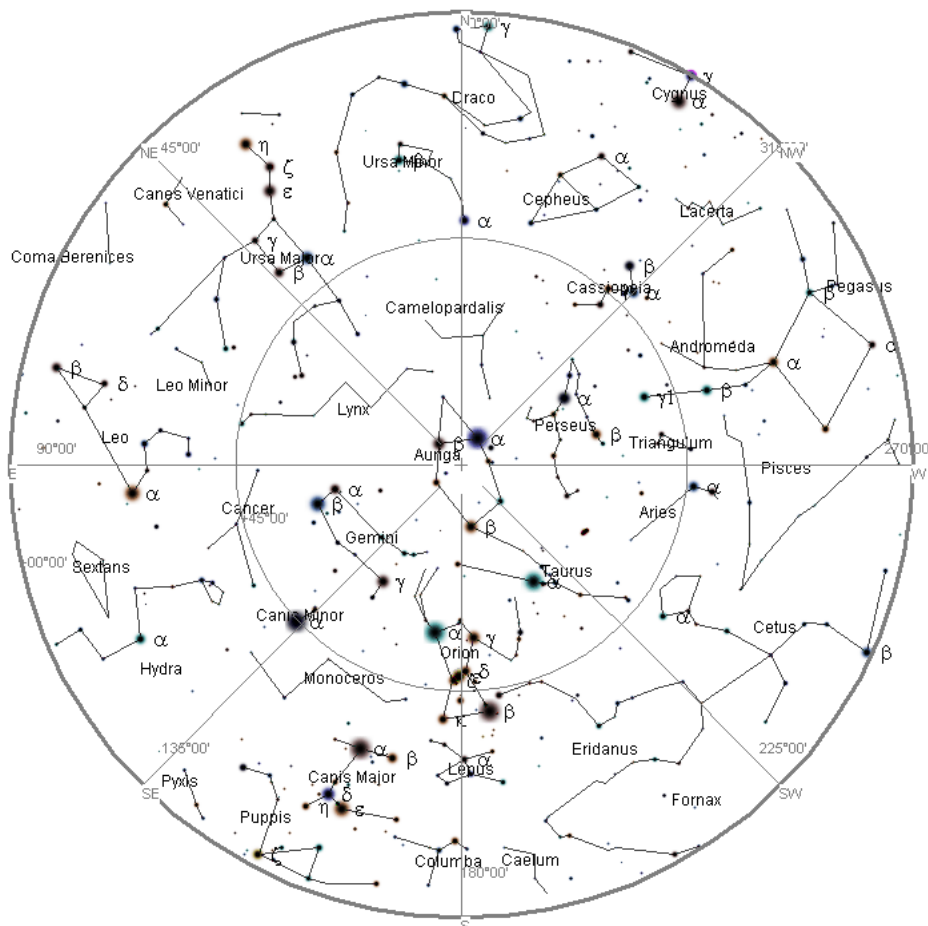 N
γ
Draco
γ
Cygnus
α
NE 45°00'
NW
η
Ursa Minor
β
α
ζ
Canes Venatici
ε
Cepheus
α
Lacerta
γ
Coma Berenices
Ursa Major
α
β
β
Cassiopeia
α
Pegasus
β
Camelopardalis
Andromeda
α
β
δ
Leo Minor
Lynx
α
γ1
β
Perseus
β
Triangulum
Leo
β
α
Auriga
90°00'
E
270°00'
W
Pisces
α
α
β
Cancer
+45°00'
Gemini
β
α
Aries
+00°00'
Sextans
γ
Taurus
α
Canis Minor
α
α
γ
Orion
α
Cetus
β
α
Hydra
Monoceros
δ
ε
ζ
κ
β
Eridanus
135°00'
SE
α
β
Lepus
α
225°00'
SW
Pyxis
Canis Major
δ
η
ε
Puppis
Fornax
ζ
Columba
Caelum
180°00'
S